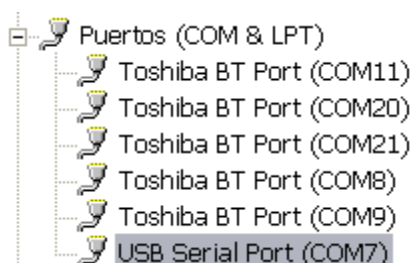 Puertos (COM & LPT)
Toshiba BT Port (COM11)
Toshiba BT Port (COM20)
Toshiba BT Port (COM21)
Toshiba BT Port (COM8)
Toshiba BT Port (COM9)
USB Serial Port (COM7)